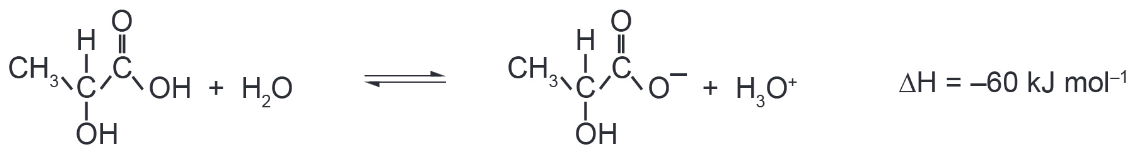 CH₃ H C OH O C OH + H₂O ⇌ CH₃ H C OH O C O⁻ + H₃O⁺ ΔH = –60 kJ mol⁻¹